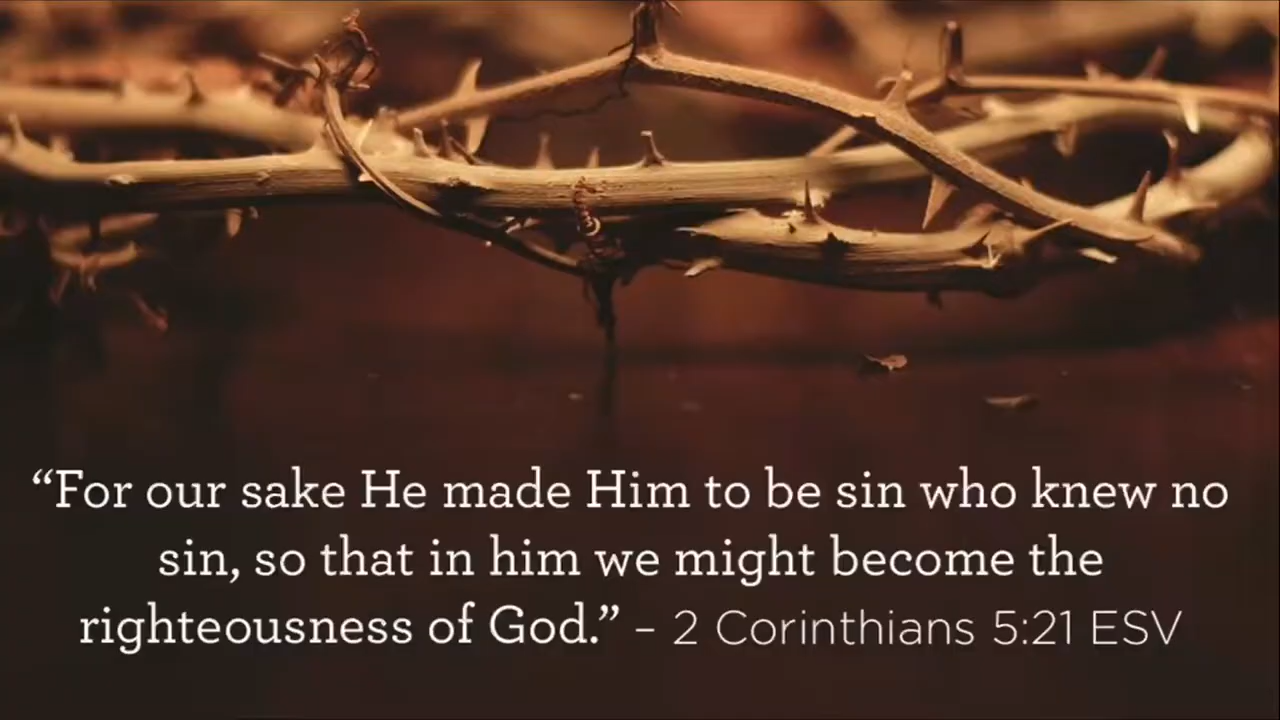 “For our sake He made Him to be sin who knew no
sin, so that in him we might become the
righteousness of God.” – 2 Corinthians 5:21 ESV